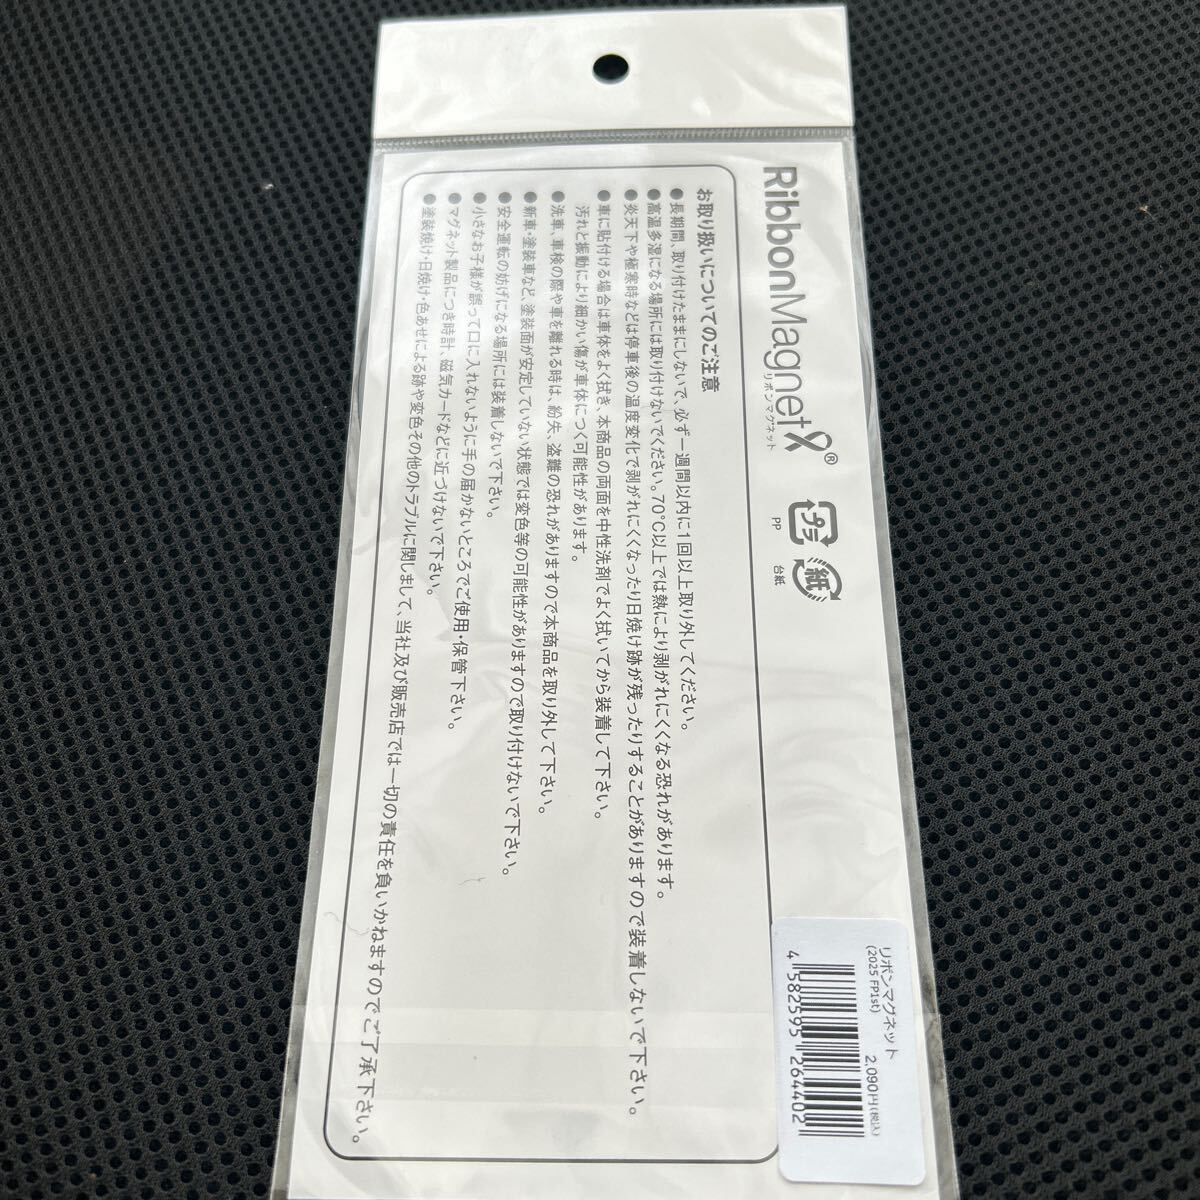 RibbonMagnet®
リボンマグネット
プラ
PP
紙
台紙
お取り扱いについてのご注意
●長期間、取り付けたままにしないで、必ず一週間以内に1回以上取り外してください。
●高温多湿になる場所には取り付けないでください。70℃以上では熱により剥がれにくくなる恐れがあります。
●炎天下や極寒時などは停車後の温度変化で剥がれにくくなったり日焼け跡が残ったりすることがありますので装着しないで下さい。
●車に貼付ける場合は車体をよく拭き、本商品の両面を中性洗剤でよく拭いてから装着して下さい。
汚れと振動により細かい傷が車体につく可能性があります。
●洗車、車検の際や車を離れる時は、紛失、盗難の恐れがありますので本商品を取り外して下さい。
●新車・塗装車など、塗装面が安定していない状態では変色等の可能性がありますので取り付けないで下さい。
●安全運転の妨げになる場所には装着しないで下さい。
●小さなお子様が誤って口に入れないように手の届かないところでご使用・保管下さい。
●マグネット製品につき時計、磁気カードなどに近づけないで下さい。
●塗装焼け・日焼け・色あせによる跡や変色その他のトラブルに関しまして、当社及び販売店では一切の責任を負いかねますのでご了承下さい。
リボンマグネット
(2025 FP1st)
2,090円(税込)
4 582595 264402